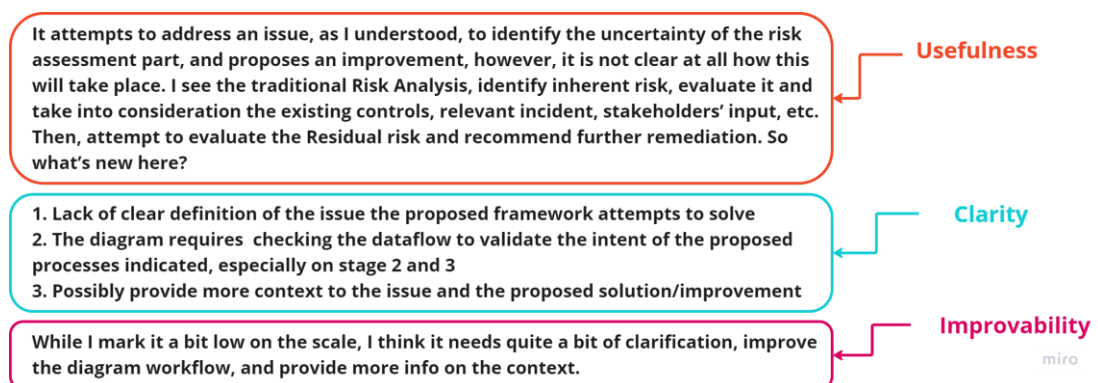 It attempts to address an issue, as I understood, to identify the uncertainty of the risk
assessment part, and proposes an improvement, however, it is not clear at all how this
will take place. I see the traditional Risk Analysis, identify inherent risk, evaluate it and
take into consideration the existing controls, relevant incident, stakeholders' input, etc.
Then, attempt to evaluate the Residual risk and recommend further remediation. So
what's new here?
Usefulness
1. Lack of clear definition of the issue the proposed framework attempts to solve
2. The diagram requires checking the dataflow to validate the intent of the proposed
processes indicated, especially on stage 2 and 3
3. Possibly provide more context to the issue and the proposed solution/improvement
Clarity
While I mark it a bit low on the scale, I think it needs quite a bit of clarification, improve
the diagram workflow, and provide more info on the context.
Improvability
miro